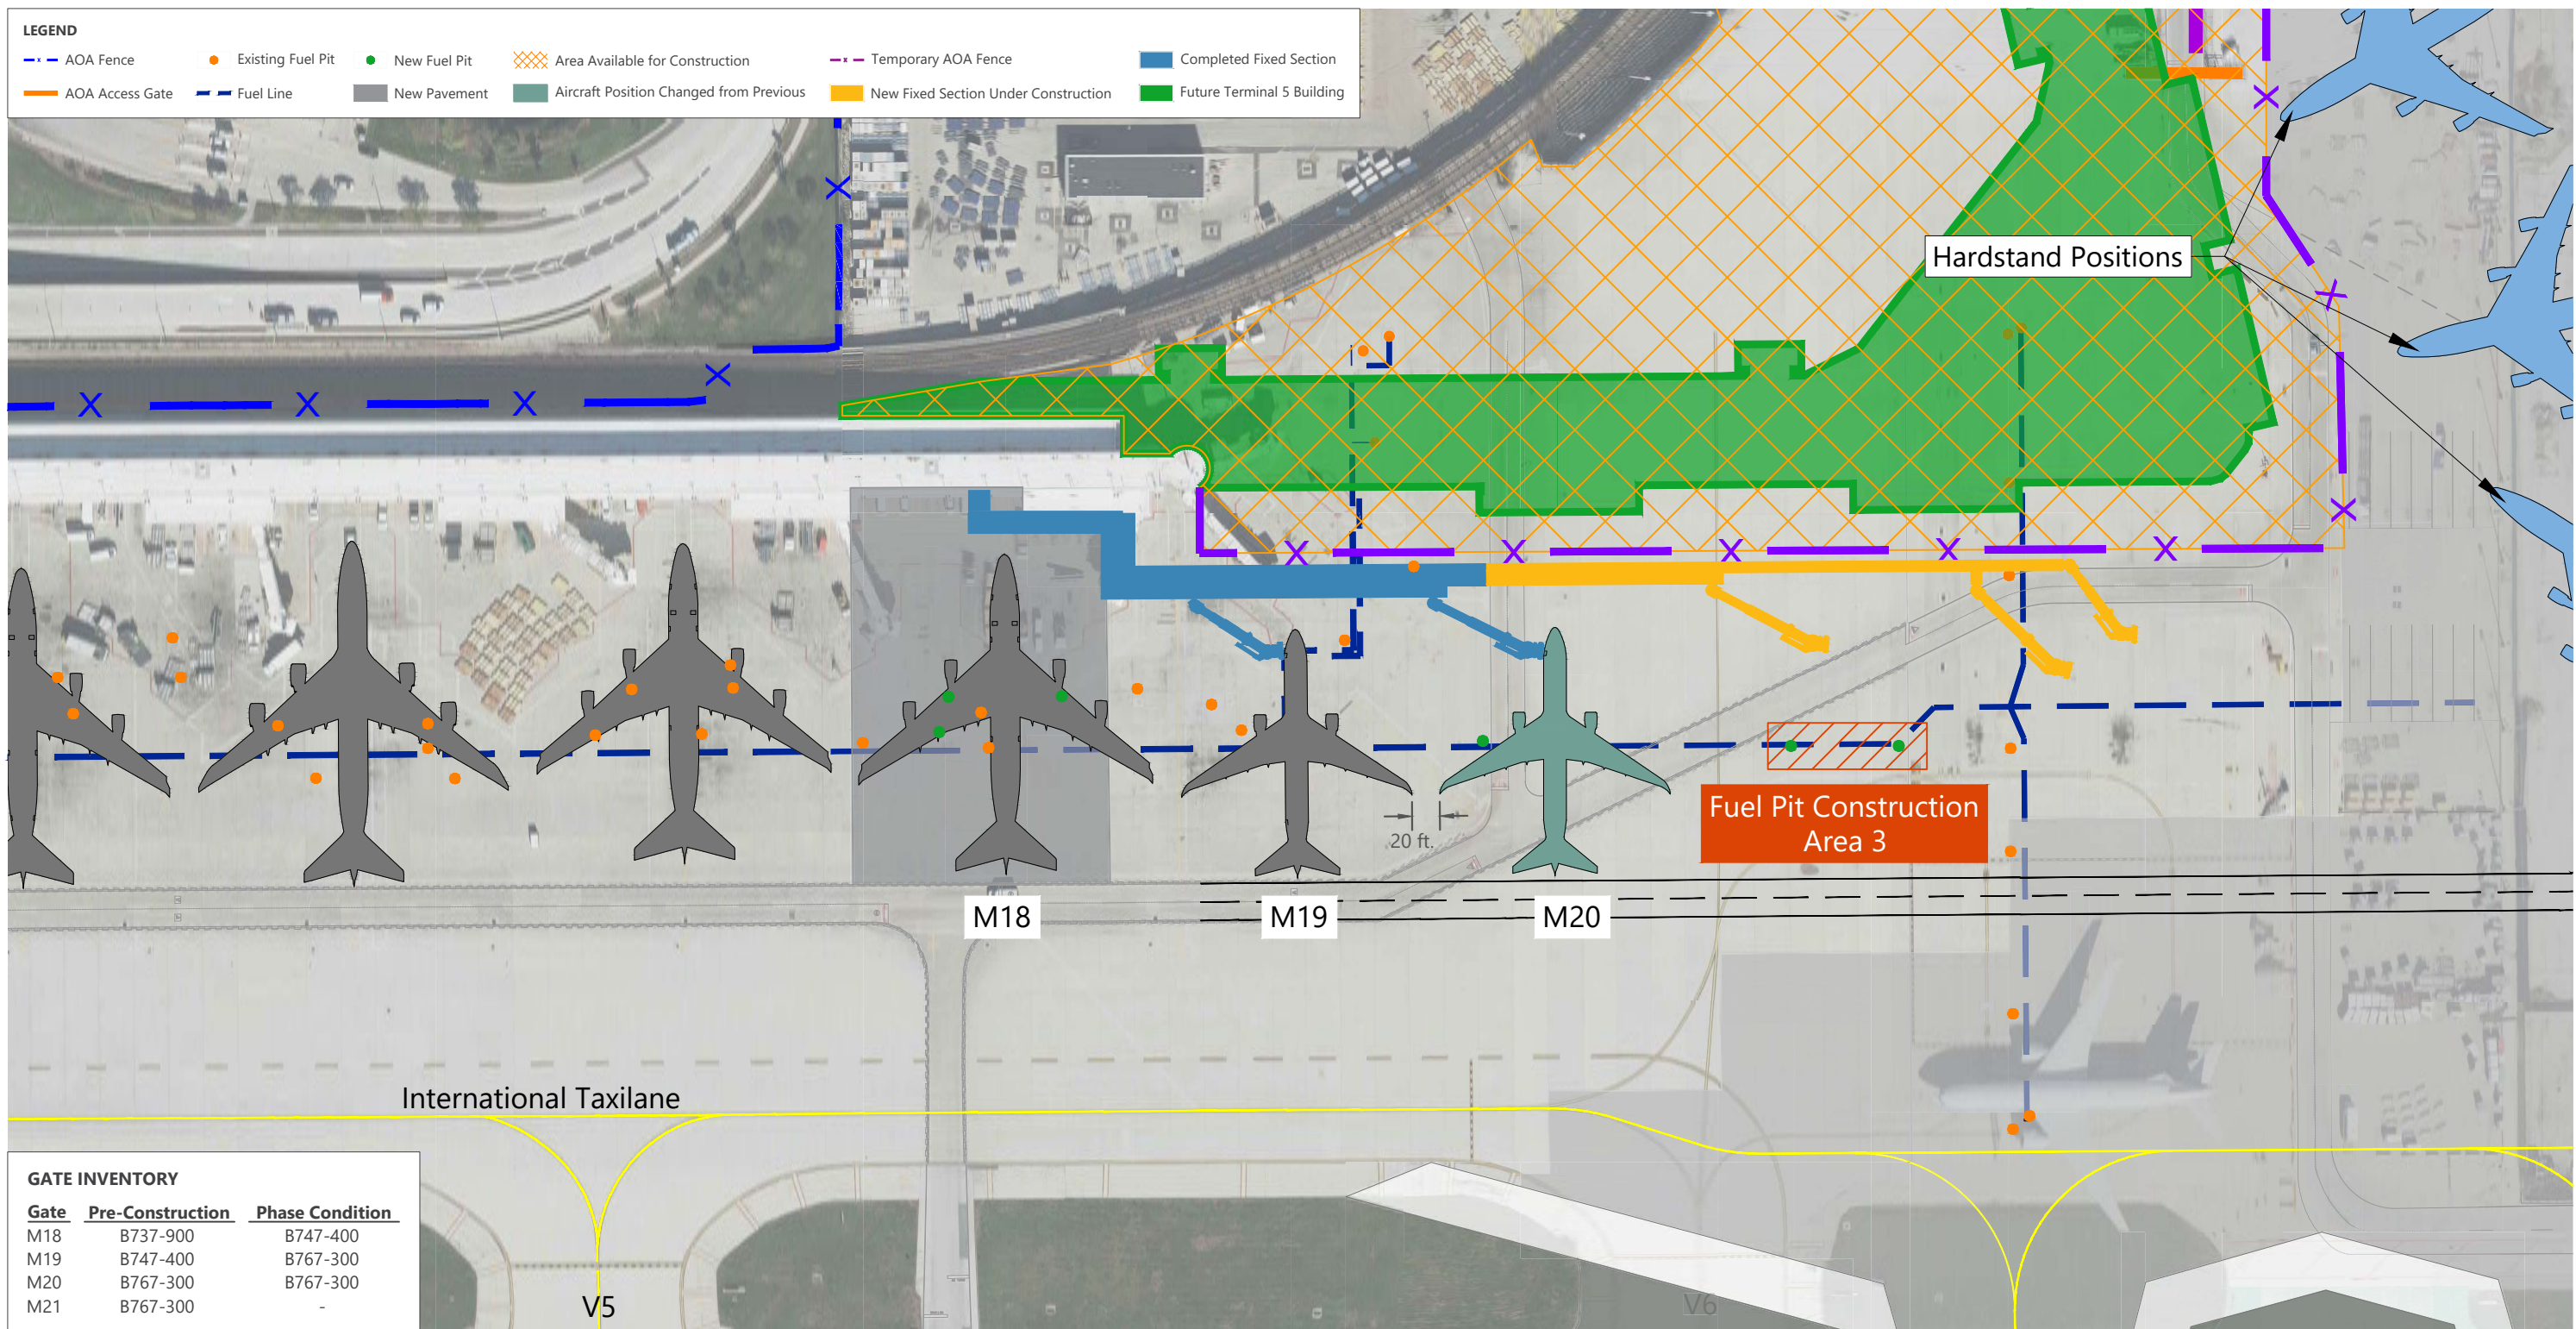 LEGEND
AOA Fence
Existing Fuel Pit
New Fuel Pit
Area Available for Construction
Temporary AOA Fence
Completed Fixed Section
AOA Access Gate
Fuel Line
New Pavement
Aircraft Position Changed from Previous
New Fixed Section Under Construction
Future Terminal 5 Building
Hardstand Positions
Fuel Pit Construction
Area 3
20 ft.
M18
M19
M20
International Taxilane
GATE INVENTORY
Gate Pre-Construction Phase Condition
M18 B737-900 B747-400
M19 B747-400 B767-300
M20 B767-300 B767-300
M21 B767-300 -
V5
V6